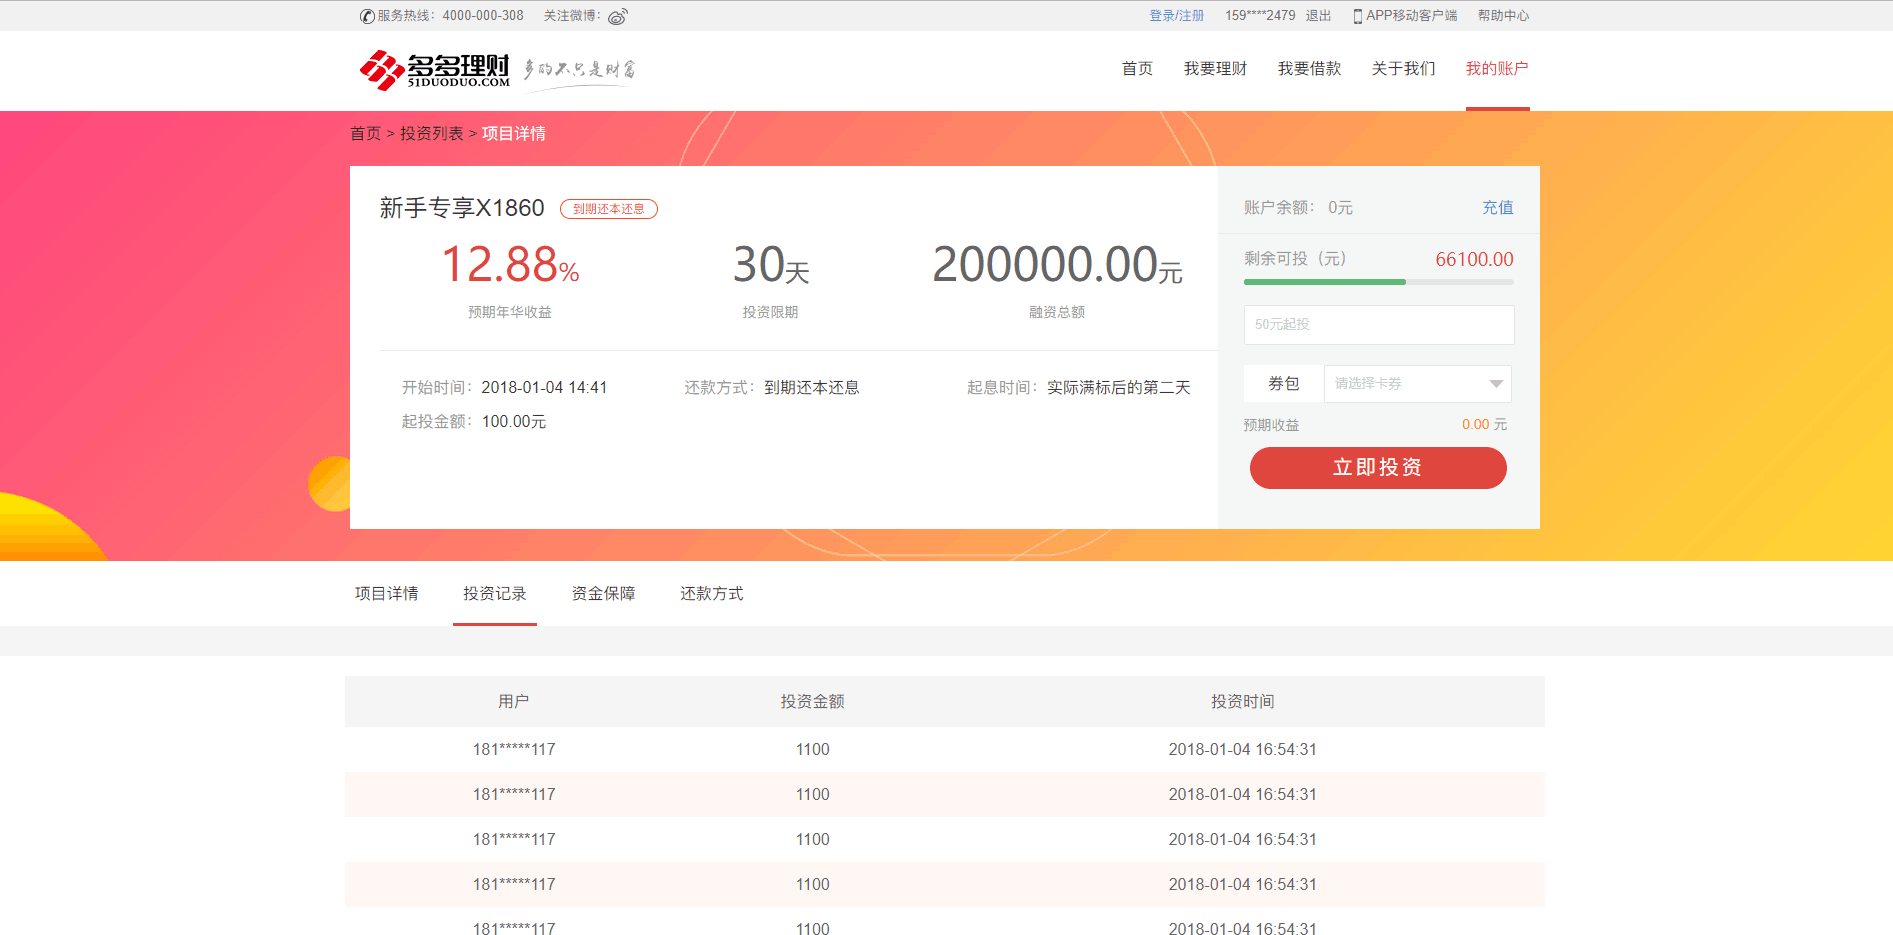 服务热线：4000-000-308 关注微博：
登录/注册 159****2479 退出 APP移动客户端 帮助中心
多多理财
51DUODUO.COM
多的不只是财富
首页 我要理财 我要借款 关于我们 我的账户
首页 > 投资列表 > 项目详情
新手专享X1860 到期还本还息
12.88% 30天 200000.00元
预期年华收益 投资限期 融资总额
开始时间：2018-01-04 14:41 还款方式：到期还本还息 起息时间：实际满标后的第二天
起投金额：100.00元
账户余额： 0元 充值
剩余可投（元） 66100.00
50元起投
券包 请选择卡券
预期收益 0.00 元
立即投资
项目详情 投资记录 资金保障 还款方式
用户 投资金额 投资时间
181*****117 1100 2018-01-04 16:54:31
181*****117 1100 2018-01-04 16:54:31
181*****117 1100 2018-01-04 16:54:31
181*****117 1100 2018-01-04 16:54:31
181*****117 1100 2018-01-04 16:54:31